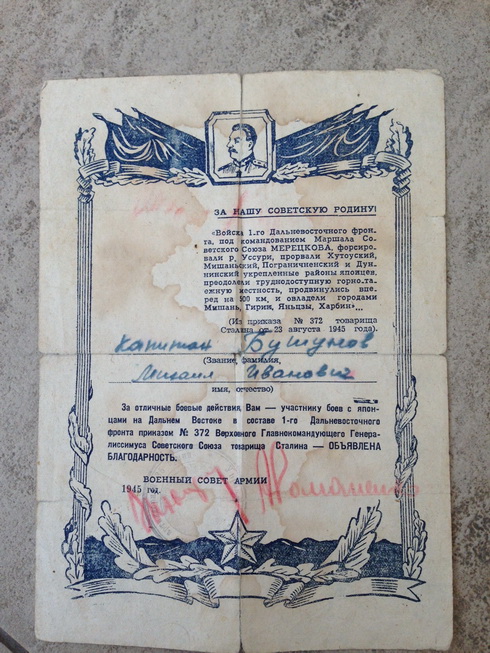 ЗА НАШУ СОВЕТСКУЮ РОДИНУ!
«Войска 1-го Дальневосточного фрон-
та, под командованием Маршала Со-
ветского Союза МЕРЕЦКОВА, форсиро-
вали р. Уссури, прорвали Хутоуский,
Мишаньский, Пограничненский и Дун-
нинский укрепленные районы японцев,
преодолели труднодоступную горно-та-
ежную местность, продвинулись впе-
ред на 500 км, и овладели городами
Мишань, Гирин, Яньцзы, Харбин»...
(Из приказа № 372 товарища
Сталина от 23 августа 1945 года).
Капитан
(Звание, фамилия,
Михаил Иванович
имя, отчество)
За отличные боевые действия, Вам — участнику боев с япон-
цами на Дальнем Востоке в составе 1-го Дальневосточного
фронта приказом № 372 Верховного Главнокомандующего Генера-
лиссимуса Советского Союза товарища Сталина — ОБЪЯВЛЕНА
БЛАГОДАРНОСТЬ.
ВОЕННЫЙ СОВЕТ АРМИИ
1945 год.